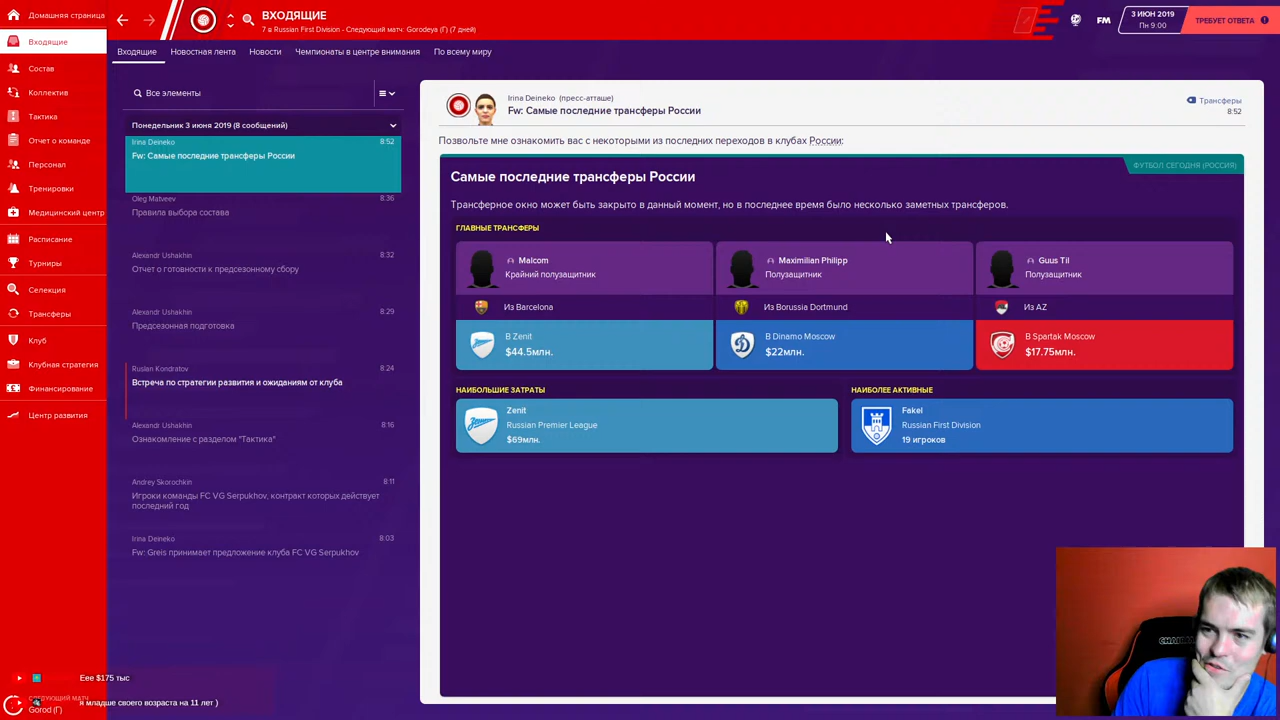 Домашняя страница
Входящие
Состав
Коллектив
Тактика
Отчет о команде
Персонал
Тренировки
Медицинский центр
Расписание
Турниры
Селекция
Трансферы
Клуб
Клубная стратегия
Финансирование
Центр развития
ВХОДЯЩИЕ
7 в Russian First Division - Следующий матч: Gorodeya (Г) (7 дней)
FM
3 ИЮН 2019
Пн 9:00
ТРЕБУЕТ ОТВЕТА
Входящие Новостная лента Новости Чемпионаты в центре внимания По всему миру
Все элементы
Понедельник 3 июня 2019 (8 сообщений)
Irina Deineko 8:52
Fw: Самые последние трансферы России
Oleg Matveev 8:36
Правила выбора состава
Alexandr Ushakhin 8:32
Отчет о готовности к предсезонному сбору
Alexandr Ushakhin 8:29
Предсезонная подготовка
Ruslan Kondratov 8:24
Встреча по стратегии развития и ожиданиям от клуба
Alexandr Ushakhin 8:16
Ознакомление с разделом "Тактика"
Andrey Skorochkin 8:11
Игроки команды FC VG Serpukhov, контракт которых действует
последний год
Irina Deineko 8:03
Fw: Greis принимает предложение клуба FC VG Serpukhov
Irina Deineko (пресс-атташе)
Fw: Самые последние трансферы России
Трансферы
8:52
Позвольте мне ознакомить вас с некоторыми из последних переходов в клубах России:
ФУТБОЛ: СЕГОДНЯ (РОССИЯ)
Самые последние трансферы России
Трансферное окно может быть закрыто в данный момент, но в последнее время было несколько заметных трансферов.
ГЛАВНЫЕ ТРАНСФЕРЫ
Malcom
Крайний полузащитник
Из Barcelona
В Zenit
$44.5млн.
Maximilian Philipp
Полузащитник
Из Borussia Dortmund
В Dinamo Moscow
$22млн.
Guus Til
Полузащитник
Из AZ
В Spartak Moscow
$17.75млн.
НАИБОЛЬШИЕ ЗАТРАТЫ
Zenit
Russian Premier League
$69млн.
НАИБОЛЕЕ АКТИВНЫЕ
Fakel
Russian First Division
19 игроков
Еее $175 тыс
СЛЕДУЮЩИЙ МАТЧ
я младше своего возраста на 11 лет )
Gorod (Г)